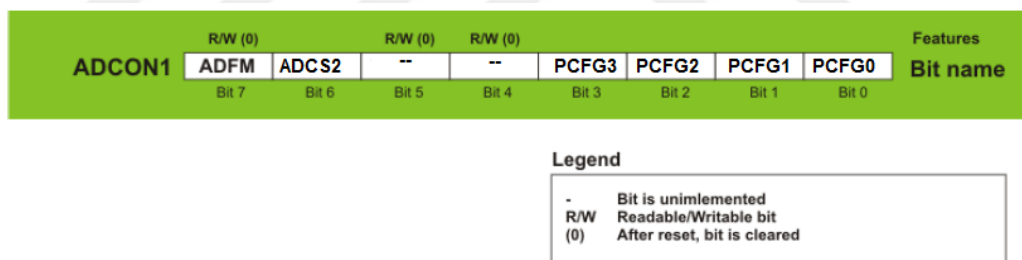 R/W (0) R/W (0) R/W (0) Features
ADCON1 ADFM ADCS2 -- -- PCFG3 PCFG2 PCFG1 PCFG0 Bit name
Bit 7 Bit 6 Bit 5 Bit 4 Bit 3 Bit 2 Bit 1 Bit 0
Legend
- Bit is unimlemented
R/W Readable/Writable bit
(0) After reset, bit is cleared